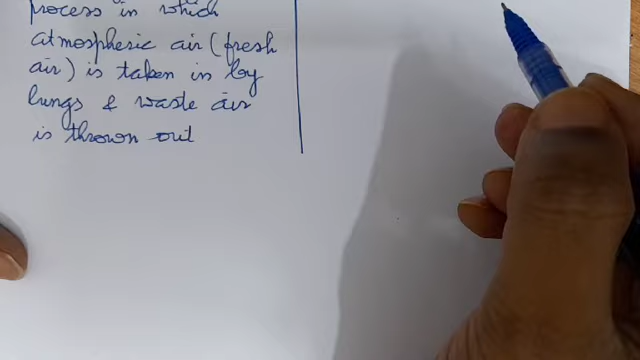 process in which
atmospheric air (fresh
air) is taken in by
lungs & waste air
is thrown out